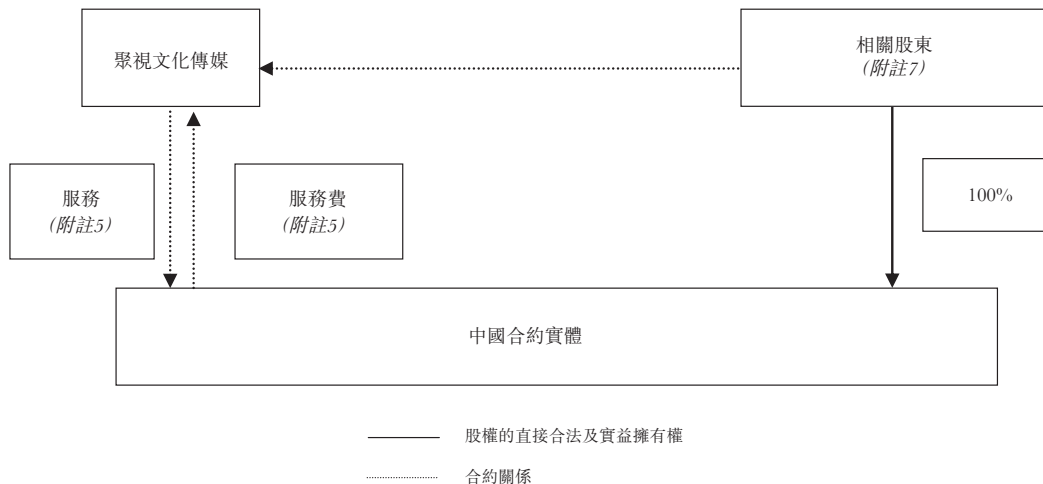 聚視文化傳媒
相關股東
(附註7)
服務
(附註5)
服務費
(附註5)
100%
中國合約實體
股權的直接合法及實益擁有權
合約關係